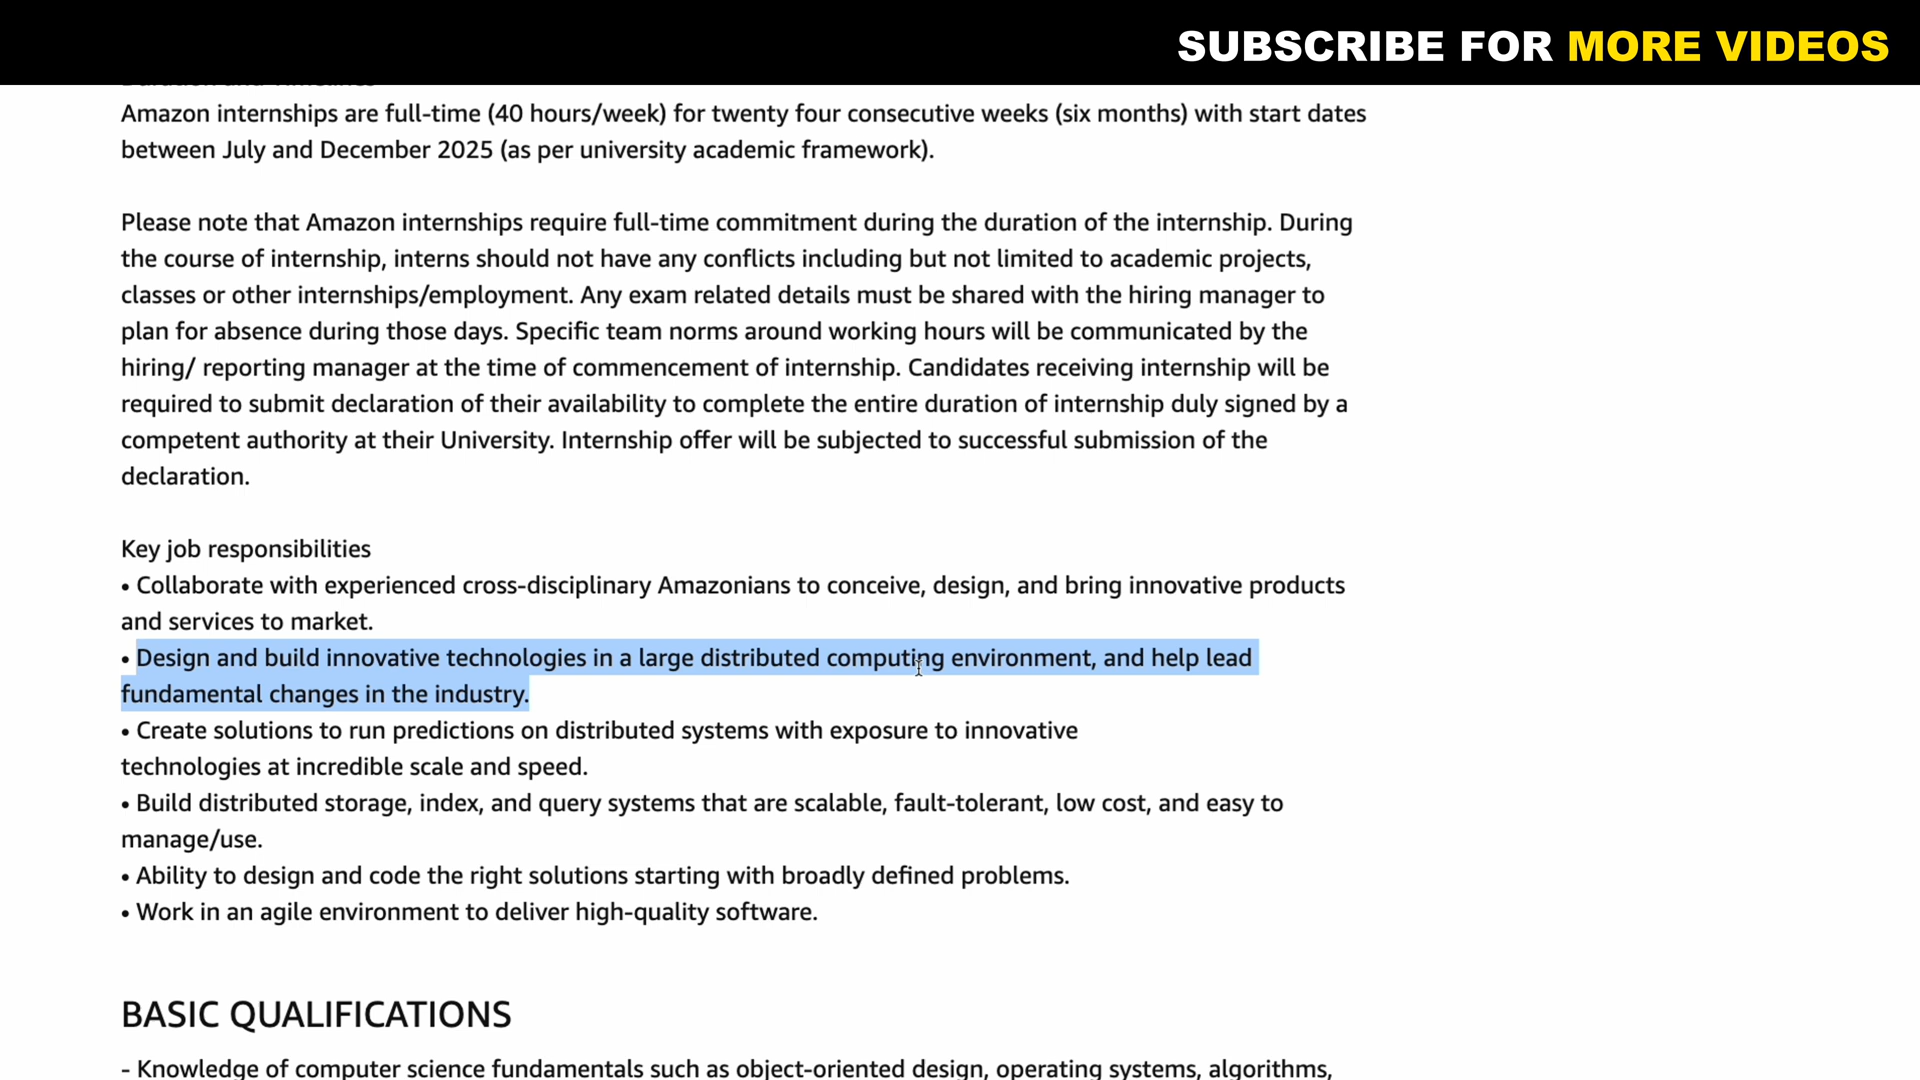 SUBSCRIBE FOR MORE VIDEOS
Amazon internships are full-time (40 hours/week) for twenty four consecutive weeks (six months) with start dates
between July and December 2025 (as per university academic framework).
Please note that Amazon internships require full-time commitment during the duration of the internship. During
the course of internship, interns should not have any conflicts including but not limited to academic projects,
classes or other internships/employment. Any exam related details must be shared with the hiring manager to
plan for absence during those days. Specific team norms around working hours will be communicated by the
hiring/ reporting manager at the time of commencement of internship. Candidates receiving internship will be
required to submit declaration of their availability to complete the entire duration of internship duly signed by a
competent authority at their University. Internship offer will be subjected to successful submission of the
declaration.
Key job responsibilities
• Collaborate with experienced cross-disciplinary Amazonians to conceive, design, and bring innovative products
and services to market.
• Design and build innovative technologies in a large distributed computing environment, and help lead
fundamental changes in the industry.
• Create solutions to run predictions on distributed systems with exposure to innovative
technologies at incredible scale and speed.
• Build distributed storage, index, and query systems that are scalable, fault-tolerant, low cost, and easy to
manage/use.
• Ability to design and code the right solutions starting with broadly defined problems.
• Work in an agile environment to deliver high-quality software.
BASIC QUALIFICATIONS
- Knowledge of computer science fundamentals such as object-oriented design, operating systems, algorithms,